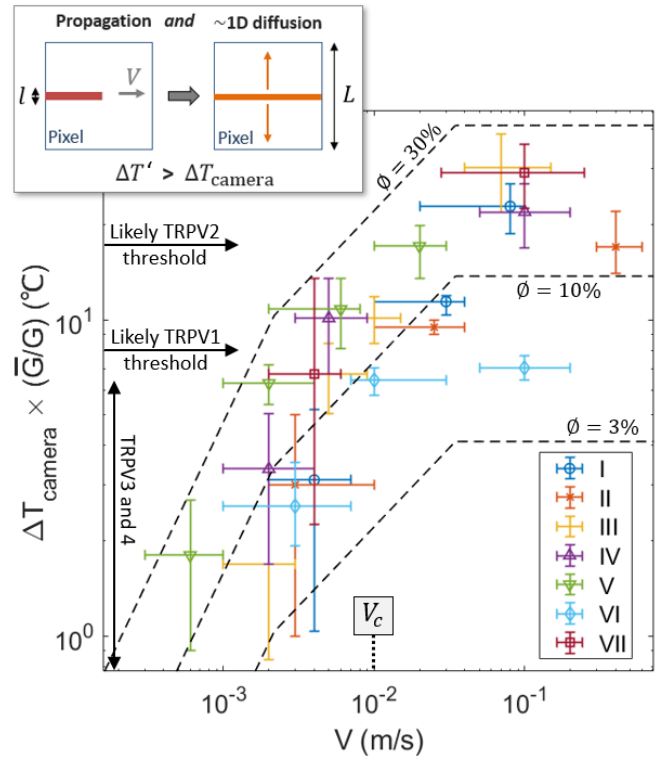 Propagation and ~1D diffusion
l
V
L
Pixel
Pixel
ΔT‘ > ΔTcamera
Ø = 30%
Likely TRPV2
threshold
Ø = 10%
Likely TRPV1
threshold
Ø = 3%
TRPV3 and 4
I
II
III
IV
V
VI
VII
Vc
10⁰
10¹
10⁻³
10⁻²
10⁻¹
ΔTcamera × (G̅/G) (℃)
V (m/s)